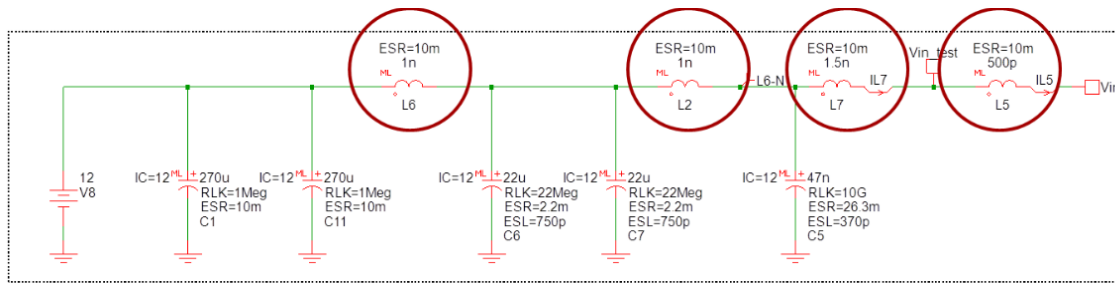 ESR=10m
1n
ML
L6
ESR=10m
1n
ML
L2
L6-N
ESR=10m
1.5n
ML
IL7
L7
Vin_test
ESR=10m
500p
ML
IL5
L5
Vin
12
V8
IC=12 ML + 270u
RLK=1Meg
ESR=10m
C1
IC=12 ML + 270u
RLK=1Meg
ESR=10m
C11
IC=12 ML + 22u
RLK=22Meg
ESR=2.2m
ESL=750p
C6
IC=12 ML + 22u
RLK=22Meg
ESR=2.2m
ESL=750p
C7
IC=12 ML + 47n
RLK=10G
ESR=26.3m
ESL=370p
C5